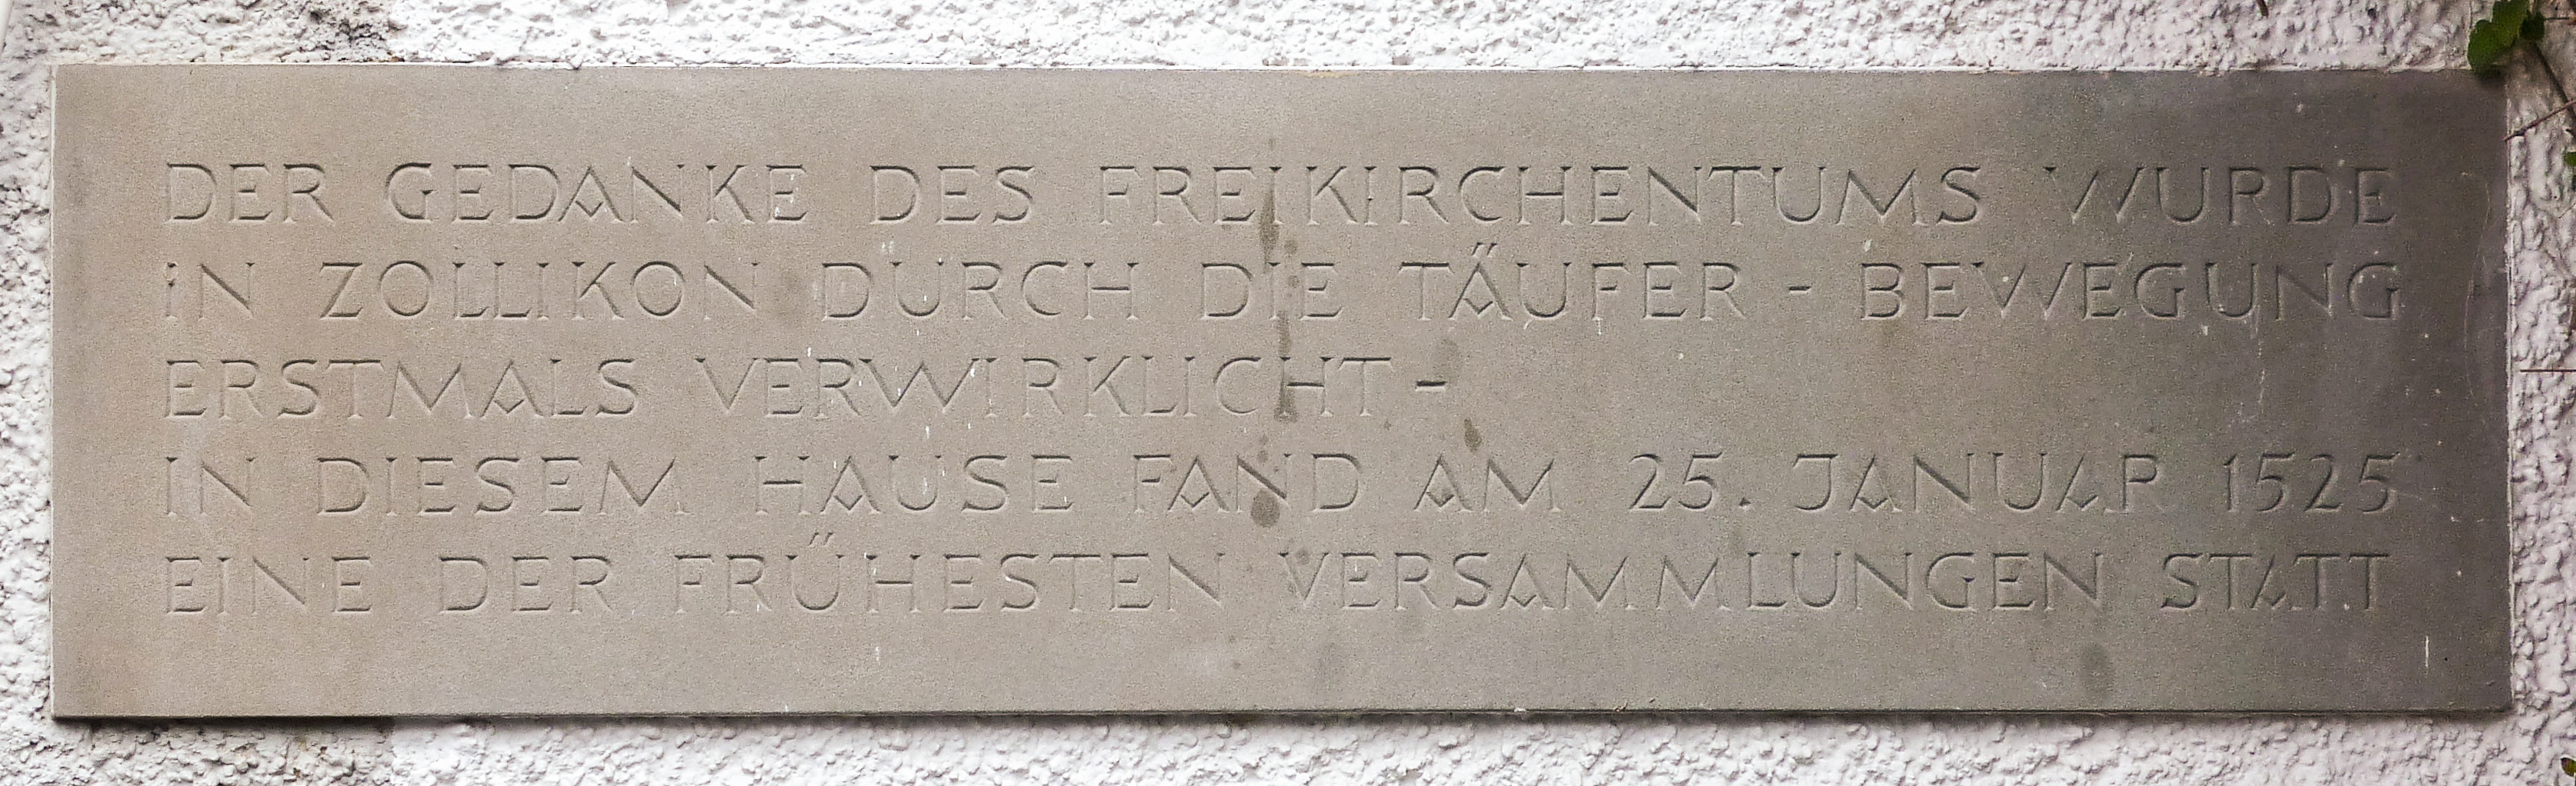 DER GEDANKE DES FREIKIRCHENTUMS WURDE
IN ZOLLIKON DURCH DIE TÄUFER - BEWEGUNG
ERSTMALS VERWIRKLICHT -
IN DIESEM HAUSE FAND AM 25. JANUAR 1525
EINE DER FRÜHESTEN VERSAMMLUNGEN STATT